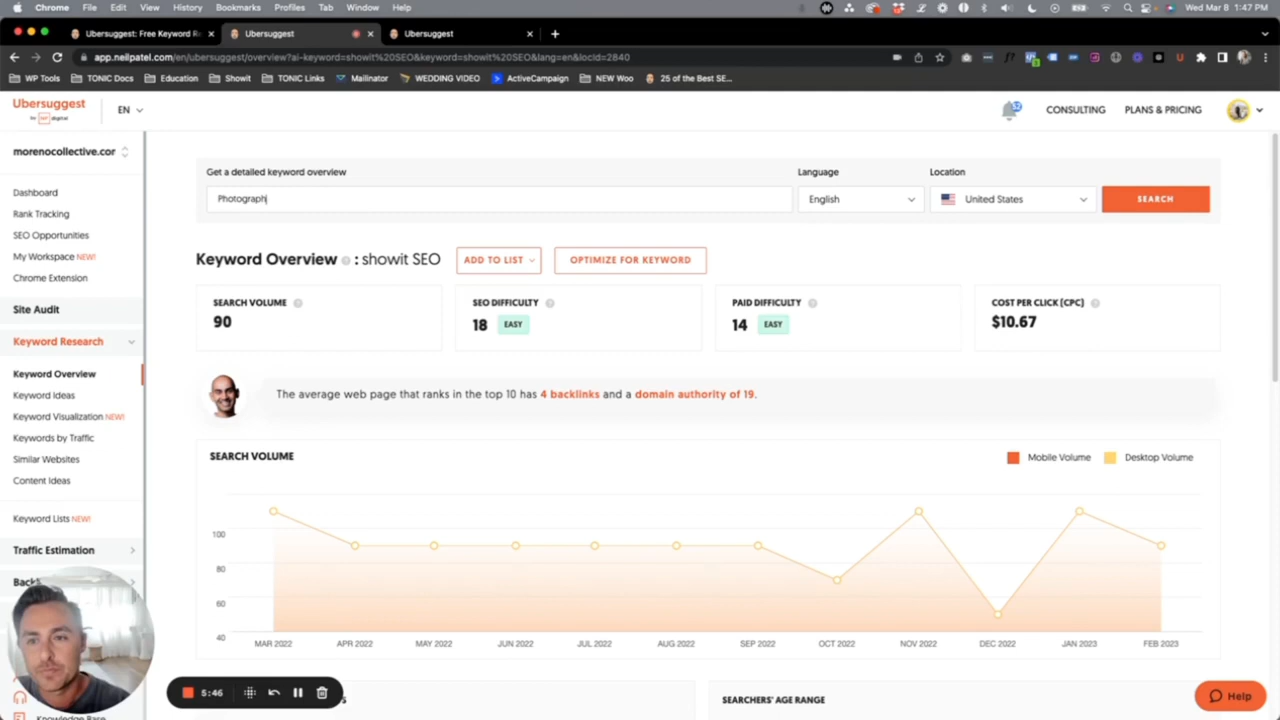 Chrome File Edit View History Bookmarks Profiles Tab Window Help Wed Mar 8 1:47 PM
Ubersuggest: Free Keyword R Ubersuggest Ubersuggest
app.neilpatel.com/en/ubersuggest/overview?ai-keyword=showit%20SEO&keyword=showit%20SEO&lang=en&locId=2840
WP Tools TONIC Docs Education Showit TONIC Links Mailinator WEDDING VIDEO ActiveCampaign NEW Woo 25 of the Best SE...
Ubersuggest EN CONSULTING PLANS & PRICING
by NP digital
morenocollective.cor
Get a detailed keyword overview Language Location
Photograph English United States SEARCH
Dashboard
Rank Tracking
SEO Opportunities
My Workspace NEW!
Chrome Extension
Site Audit
Keyword Research
Keyword Overview
Keyword Ideas
Keyword Visualization NEW!
Keywords by Traffic
Similar Websites
Content Ideas
Keyword Lists NEW!
Traffic Estimation
Keyword Overview : showit SEO ADD TO LIST OPTIMIZE FOR KEYWORD
SEARCH VOLUME
90
SEO DIFFICULTY
18 EASY
PAID DIFFICULTY
14 EASY
COST PER CLICK (CPC)
$10.67
The average web page that ranks in the top 10 has 4 backlinks and a domain authority of 19.
SEARCH VOLUME Mobile Volume Desktop Volume
100
80
60
40
MAR 2022 APR 2022 MAY 2022 JUN 2022 JUL 2022 AUG 2022 SEP 2022 OCT 2022 NOV 2022 DEC 2022 JAN 2023 FEB 2023
5:46
SEARCHERS' AGE RANGE
Help
Knowledge Base